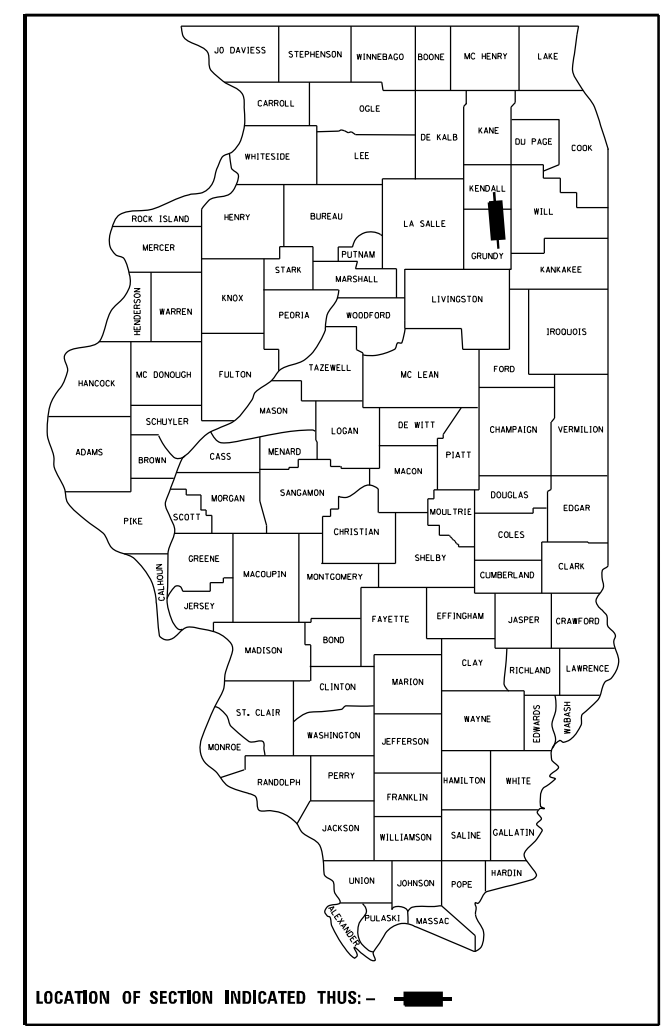 JO DAVIESS STEPHENSON WINNEBAGO BOONE MC HENRY LAKE
CARROLL OGLE DE KALB KANE DU PAGE COOK
WHITESIDE LEE
KENDALL WILL
ROCK ISLAND HENRY BUREAU LA SALLE
MERCER PUTNAM GRUNDY
STARK KANKAKEE
MARSHALL
HENDERSON WARREN KNOX PEORIA WOODFORD LIVINGSTON
IROQUOIS
HANCOCK MC DONOUGH FULTON TAZEWELL MC LEAN FORD
MASON
SCHUYLER LOGAN DE WITT CHAMPAIGN VERMILION
ADAMS BROWN CASS MENARD PIATT
MACON
MORGAN SANGAMON DOUGLAS
PIKE SCOTT CHRISTIAN MOULTRIE EDGAR
COLES
GREENE SHELBY
CALHOUN MACOUPIN MONTGOMERY CUMBERLAND CLARK
JERSEY
FAYETTE EFFINGHAM JASPER CRAWFORD
BOND
MADISON CLAY RICHLAND LAWRENCE
CLINTON MARION
ST. CLAIR WAYNE EDWARDS WABASH
WASHINGTON JEFFERSON
MONROE
RANDOLPH PERRY HAMILTON WHITE
FRANKLIN
JACKSON WILLIAMSON SALINE GALLATIN
UNION JOHNSON POPE HARDIN
ALEXANDER PULASKI MASSAC
LOCATION OF SECTION INDICATED THUS: –